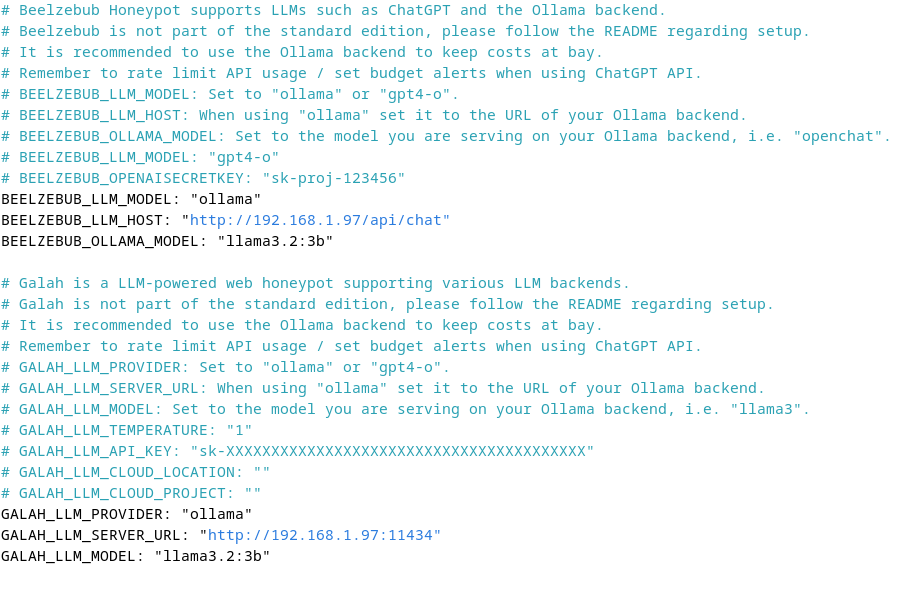 # Beelzebub Honeypot supports LLMs such as ChatGPT and the Ollama backend.
# Beelzebub is not part of the standard edition, please follow the README regarding setup.
# It is recommended to use the Ollama backend to keep costs at bay.
# Remember to rate limit API usage / set budget alerts when using ChatGPT API.
# BEELZEBUB_LLM_MODEL: Set to "ollama" or "gpt4-o".
# BEELZEBUB_LLM_HOST: When using "ollama" set it to the URL of your Ollama backend.
# BEELZEBUB_OLLAMA_MODEL: Set to the model you are serving on your Ollama backend, i.e. "openchat".
# BEELZEBUB_LLM_MODEL: "gpt4-o"
# BEELZEBUB_OPENAISECRETKEY: "sk-proj-123456"
BEELZEBUB_LLM_MODEL: "ollama"
BEELZEBUB_LLM_HOST: "http://192.168.1.97/api/chat"
BEELZEBUB_OLLAMA_MODEL: "llama3.2:3b"
# Galah is a LLM-powered web honeypot supporting various LLM backends.
# Galah is not part of the standard edition, please follow the README regarding setup.
# It is recommended to use the Ollama backend to keep costs at bay.
# Remember to rate limit API usage / set budget alerts when using ChatGPT API.
# GALAH_LLM_PROVIDER: Set to "ollama" or "gpt4-o".
# GALAH_LLM_SERVER_URL: When using "ollama" set it to the URL of your Ollama backend.
# GALAH_LLM_MODEL: Set to the model you are serving on your Ollama backend, i.e. "llama3".
# GALAH_LLM_TEMPERATURE: "1"
# GALAH_LLM_API_KEY: "sk-XXXXXXXXXXXXXXXXXXXXXXXXXXXXXXXXXXXXXXXX"
# GALAH_LLM_CLOUD_LOCATION: ""
# GALAH_LLM_CLOUD_PROJECT: ""
GALAH_LLM_PROVIDER: "ollama"
GALAH_LLM_SERVER_URL: "http://192.168.1.97:11434"
GALAH_LLM_MODEL: "llama3.2:3b"